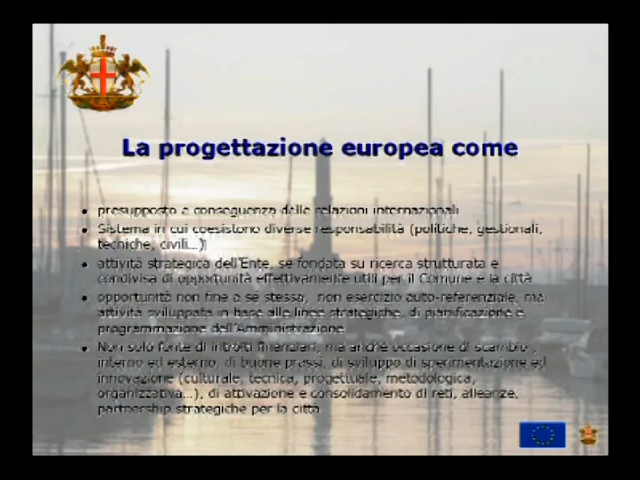 La progettazione europea come
• presupposto e conseguenza delle relazioni internazionali
• Sistema in cui coesistono diverse responsabilità (politiche, gestionali,
tecniche, civili...)
• attività strategica dell'Ente, se fondata su ricerca strutturata e
condivisa di opportunità effettivamente utili per il Comune e la città
• opportunità non fine a sé stessa, non esercizio auto-referenziale, ma
attività sviluppata in base alle linee strategiche, di pianificazione e
programmazione dell'Amministrazione
• Non solo fonte di introiti finanziari, ma anche occasione di scambio ,
interno ed esterno, di buone prassi, di sviluppo di sperimentazione ed
innovazione (culturale, tecnica, progettuale, metodologica,
organizzativa...), di attivazione e consolidamento di reti, alleanze,
partnership strategiche per la città